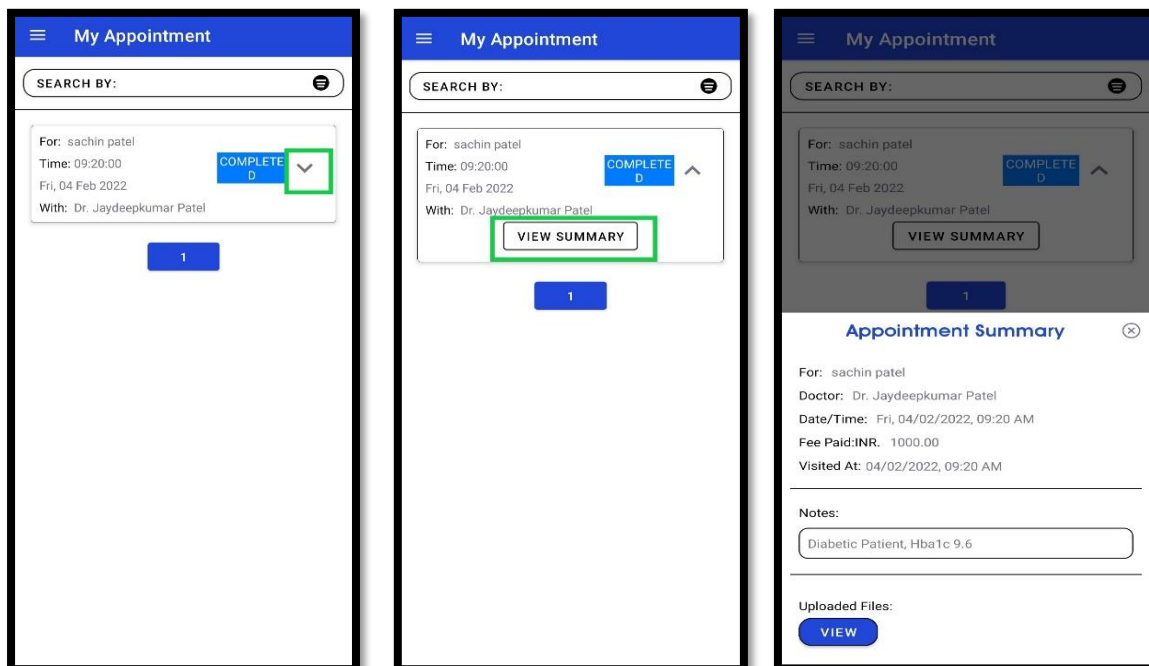 My Appointment
SEARCH BY:
For: sachin patel
Time: 09:20:00
COMPLETE
D
Fri, 04 Feb 2022
With: Dr. Jaydeepkumar Patel
1
My Appointment
SEARCH BY:
For: sachin patel
Time: 09:20:00
COMPLETE
D
Fri, 04 Feb 2022
With: Dr. Jaydeepkumar Patel
VIEW SUMMARY
1
My Appointment
SEARCH BY:
For: sachin patel
Time: 09:20:00
COMPLETE
D
Fri, 04 Feb 2022
With: Dr. Jaydeepkumar Patel
VIEW SUMMARY
1
Appointment Summary
For: sachin patel
Doctor: Dr. Jaydeepkumar Patel
Date/Time: Fri, 04/02/2022, 09:20 AM
Fee Paid:INR. 1000.00
Visited At: 04/02/2022, 09:20 AM
Notes:
Diabetic Patient, Hba1c 9.6
Uploaded Files:
VIEW